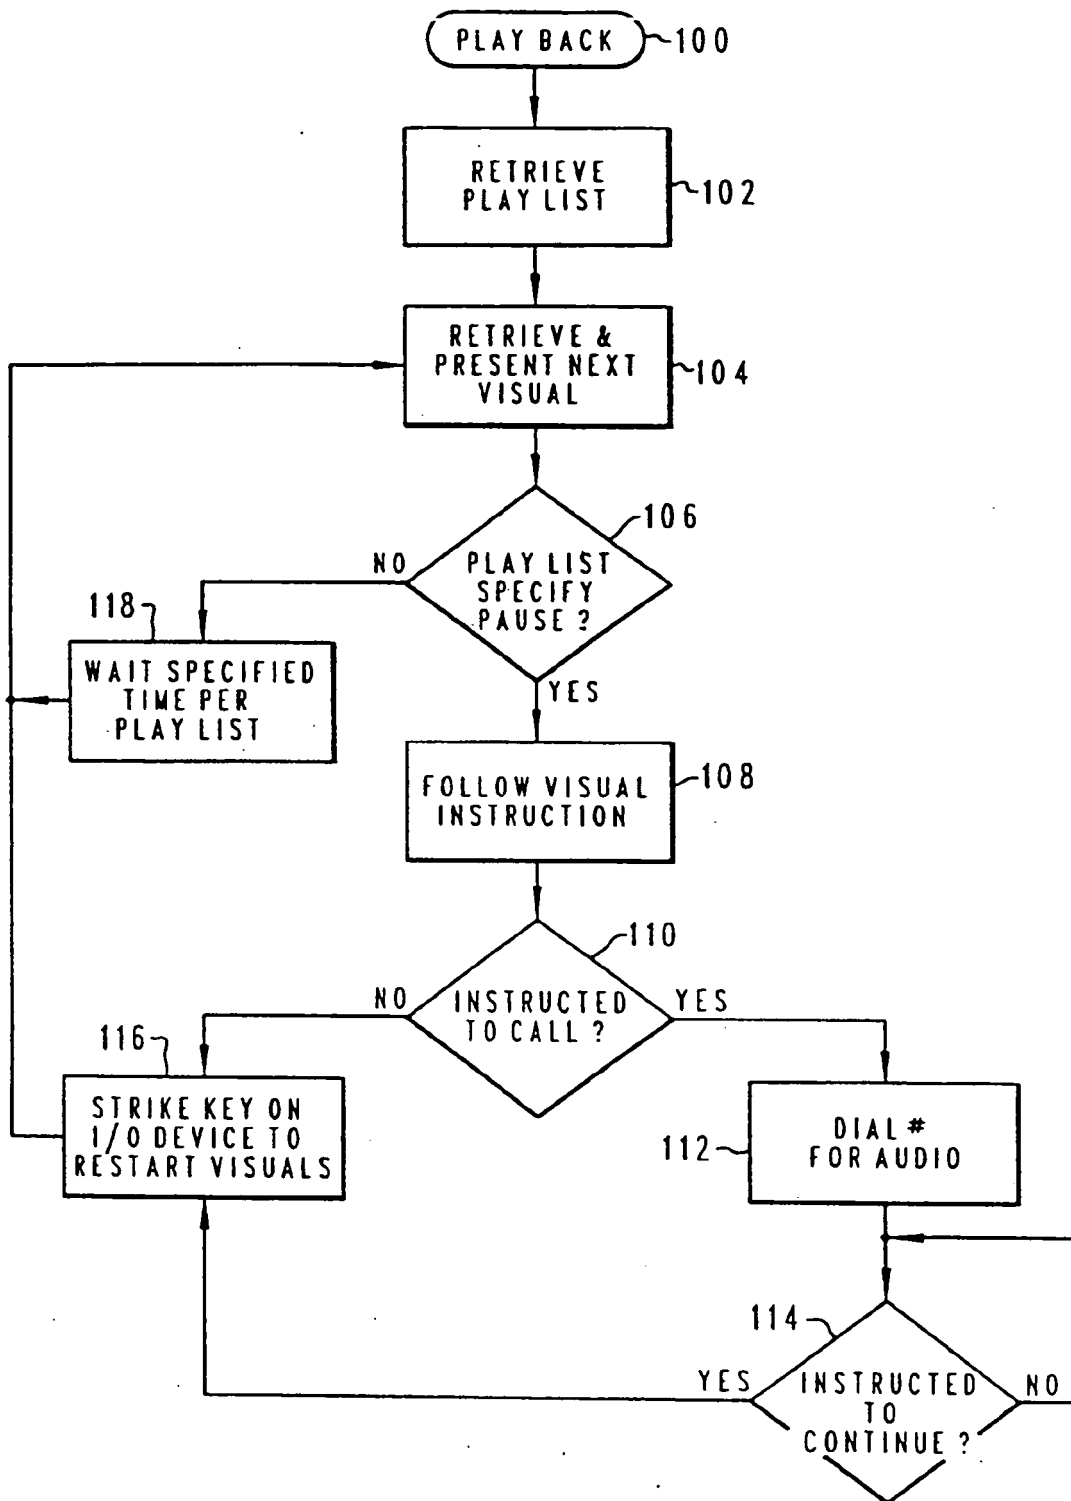 PLAY BACK
100
RETRIEVE
PLAY LIST
102
RETRIEVE &
PRESENT NEXT
VISUAL
104
106
NO
PLAY LIST
SPECIFY
PAUSE ?
118
WAIT SPECIFIED
TIME PER
PLAY LIST
YES
FOLLOW VISUAL
INSTRUCTION
108
110
NO
INSTRUCTED
TO CALL ?
YES
116
STRIKE KEY ON
I/O DEVICE TO
RESTART VISUALS
112
DIAL #
FOR AUDIO
114
YES
INSTRUCTED
TO
CONTINUE ?
NO